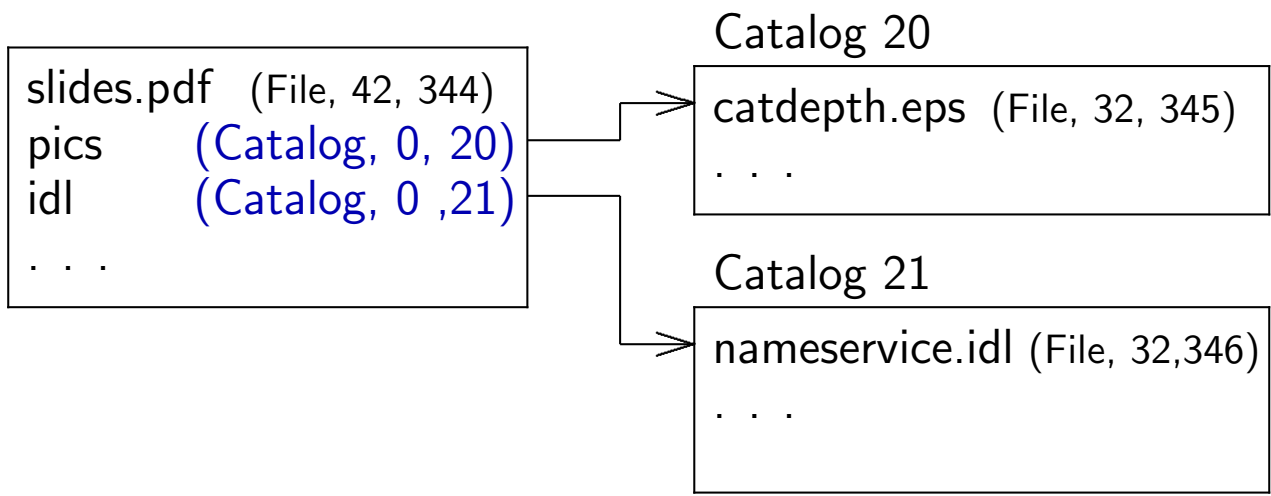 slides.pdf (File, 42, 344)
pics (Catalog, 0, 20)
idl (Catalog, 0 ,21)
. . .
Catalog 20
catdepth.eps (File, 32, 345)
. . .
Catalog 21
nameservice.idl (File, 32,346)
. . .